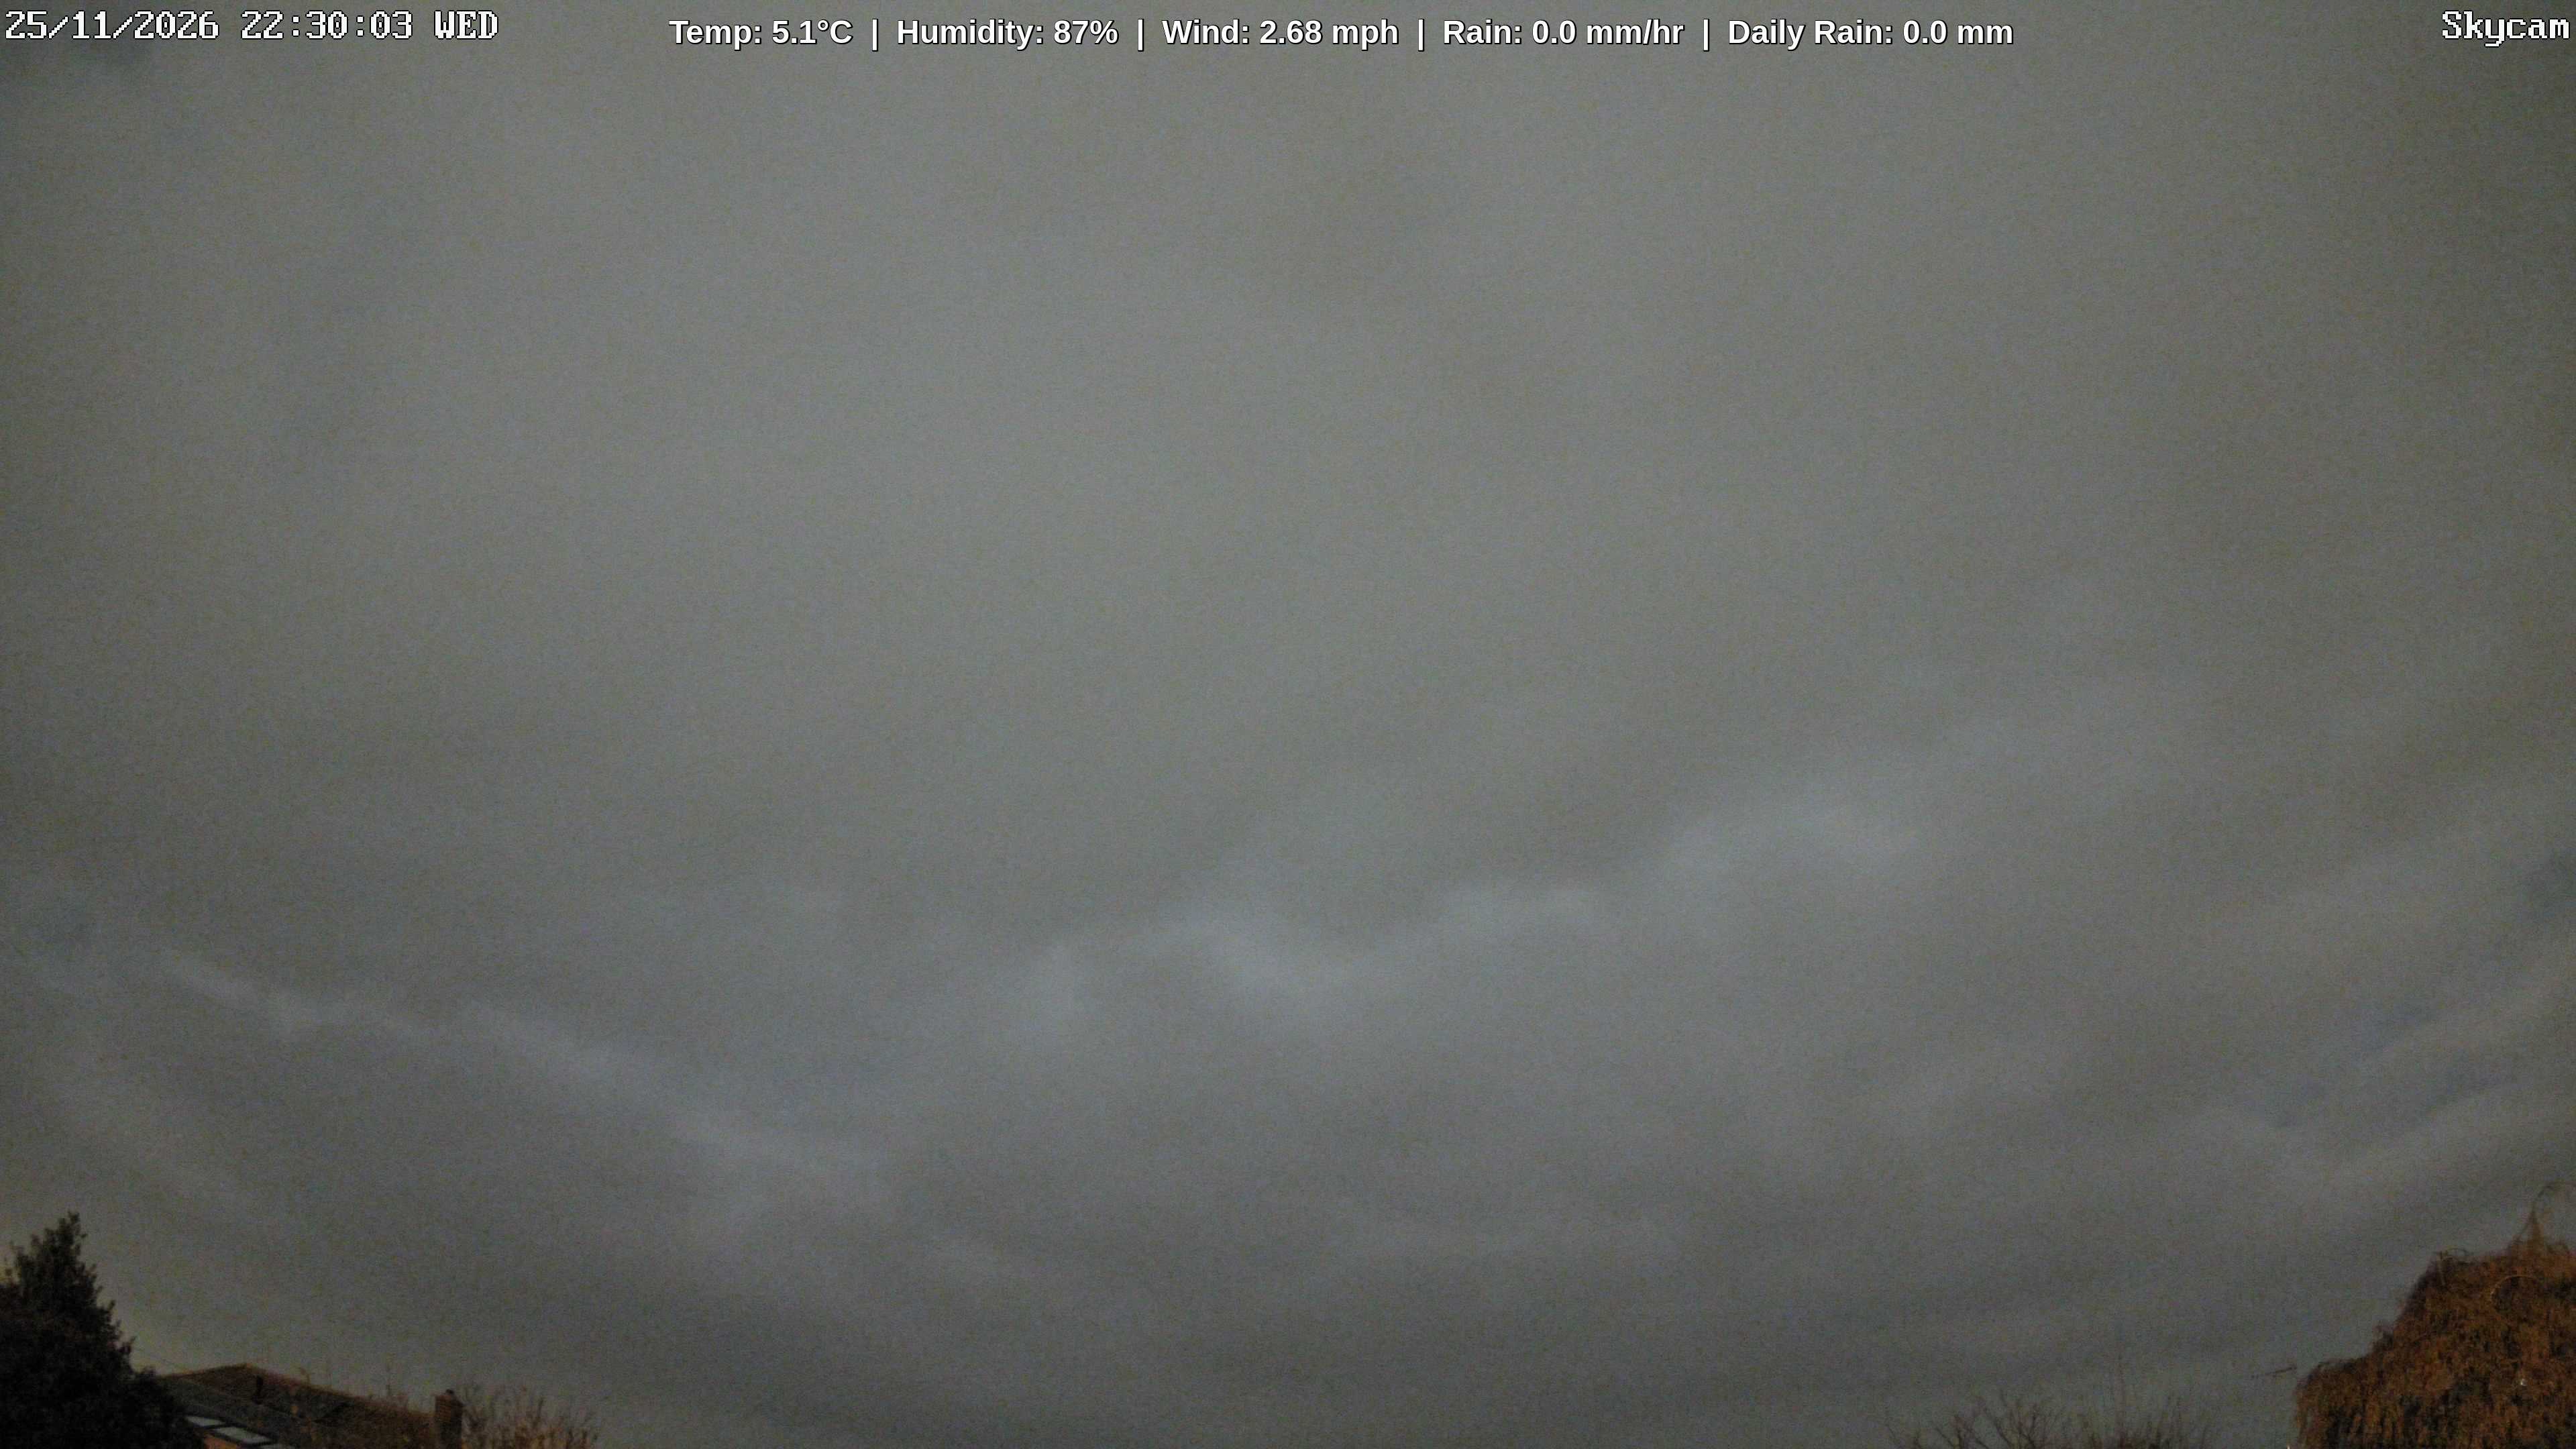 25/11/2026 22:30:03 WED
Temp: 5.1°C | Humidity: 87% | Wind: 2.68 mph | Rain: 0.0 mm/hr | Daily Rain: 0.0 mm
Skycam